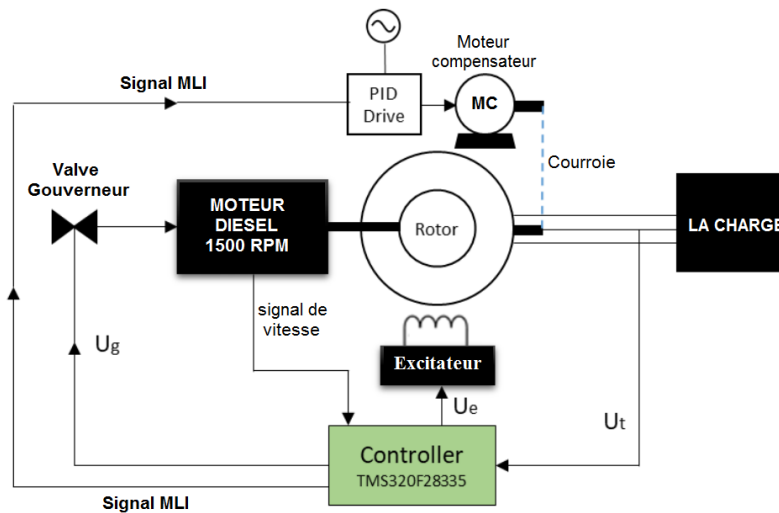 Moteur
compensateur
Signal MLI
PID
Drive
MC
Courroie
Valve
Gouverneur
MOTEUR
DIESEL
1500 RPM
Rotor
LA CHARGE
signal de
vitesse
Ug
Excitateur
Ue
Ut
Controller
TMS320F28335
Signal MLI